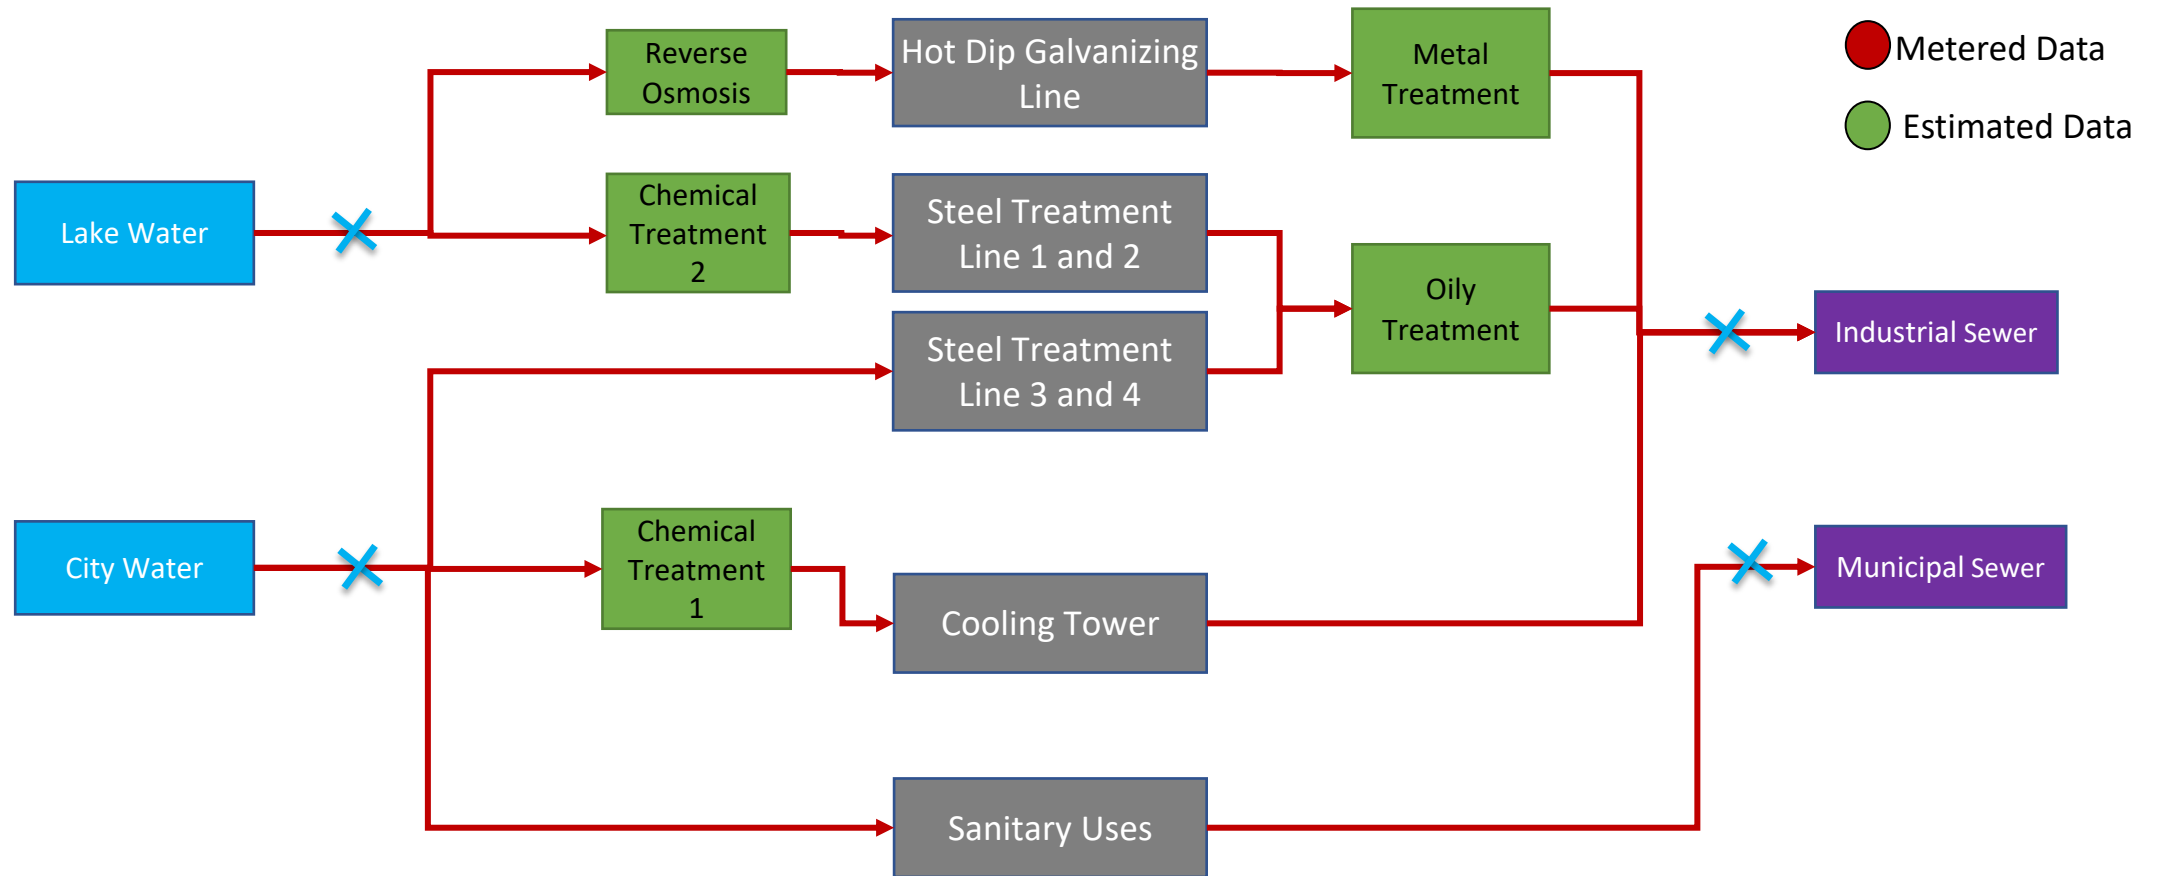 Reverse
Osmosis
Hot Dip Galvanizing
Line
Metal
Treatment
Metered Data
Estimated Data
Lake Water
Chemical
Treatment
2
Steel Treatment
Line 1 and 2
Oily
Treatment
Industrial Sewer
Steel Treatment
Line 3 and 4
City Water
Chemical
Treatment
1
Cooling Tower
Municipal Sewer
Sanitary Uses